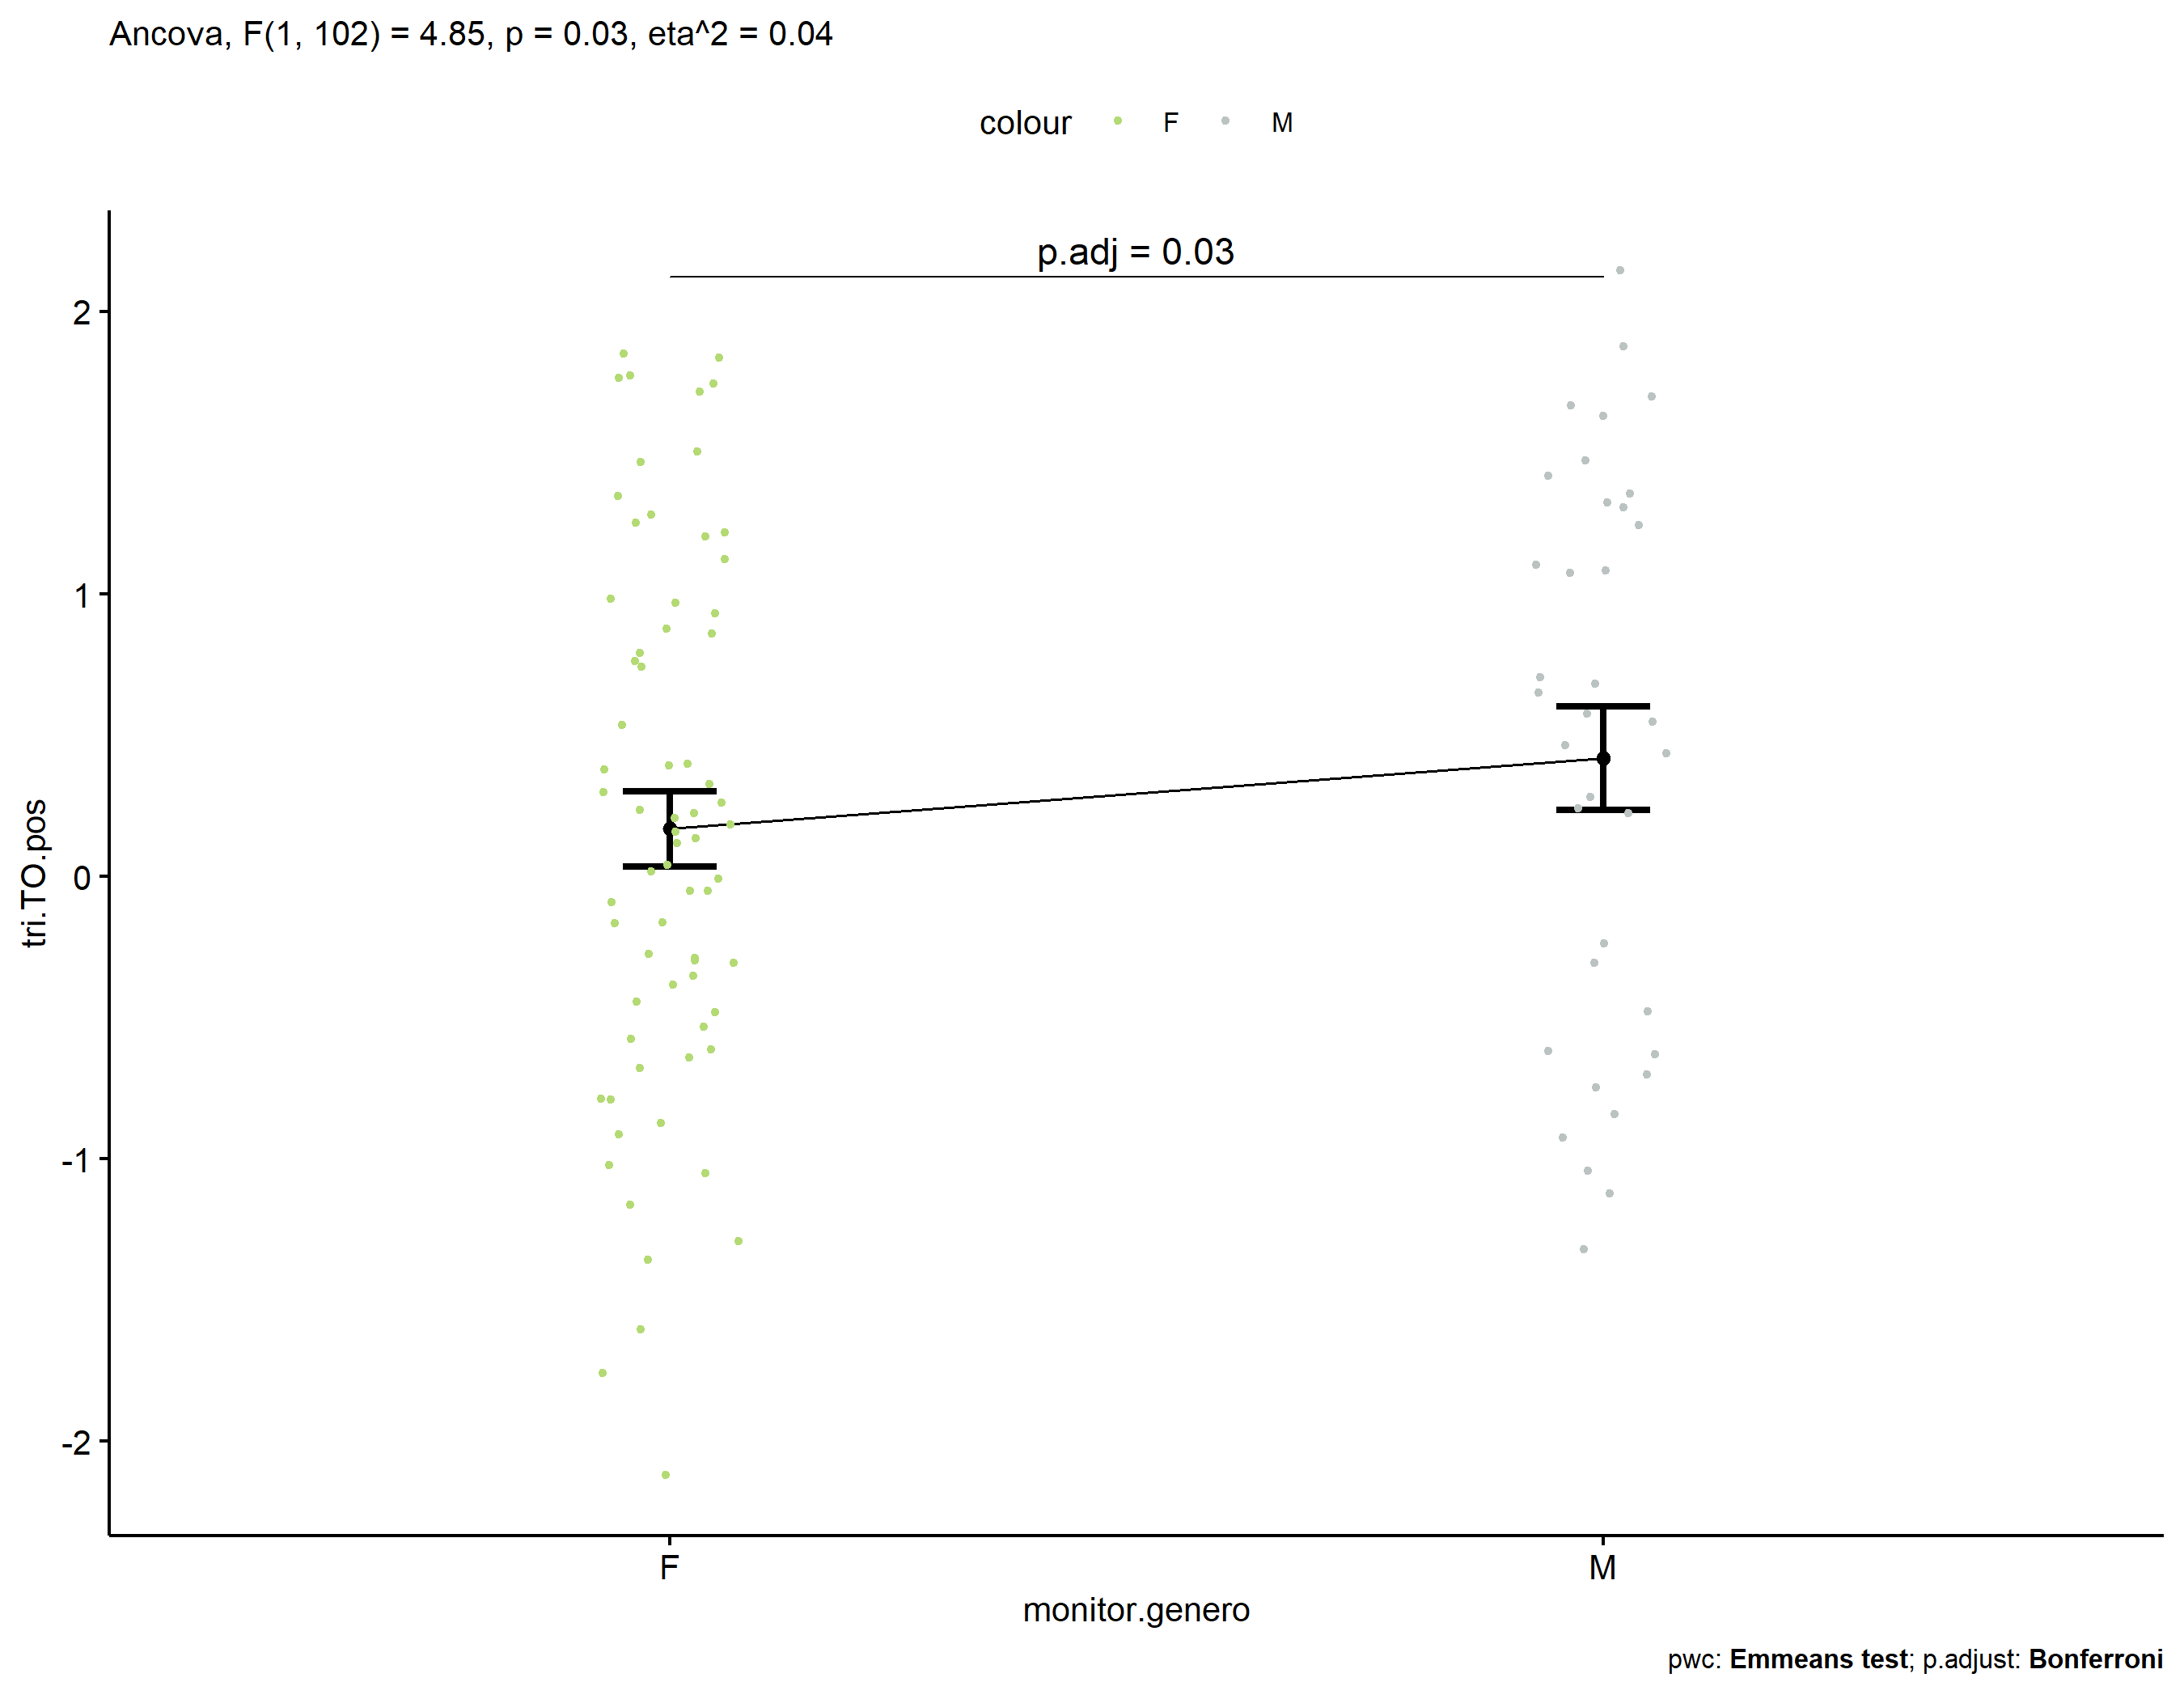 Ancova, F(1, 102) = 4.85, p = 0.03, eta^2 = 0.04
colour F M
p.adj = 0.03
2
1
0
-1
-2
tri.TO.pos
F M
monitor.genero
pwc: Emmeans test; p.adjust: Bonferroni